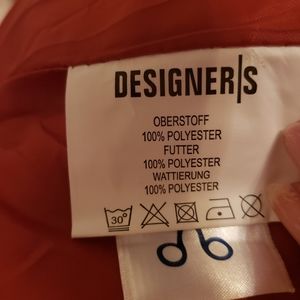 DESIGNER|S
OBERSTOFF
100% POLYESTER
FUTTER
100% POLYESTER
WATTIERUNG
100% POLYESTER
30°